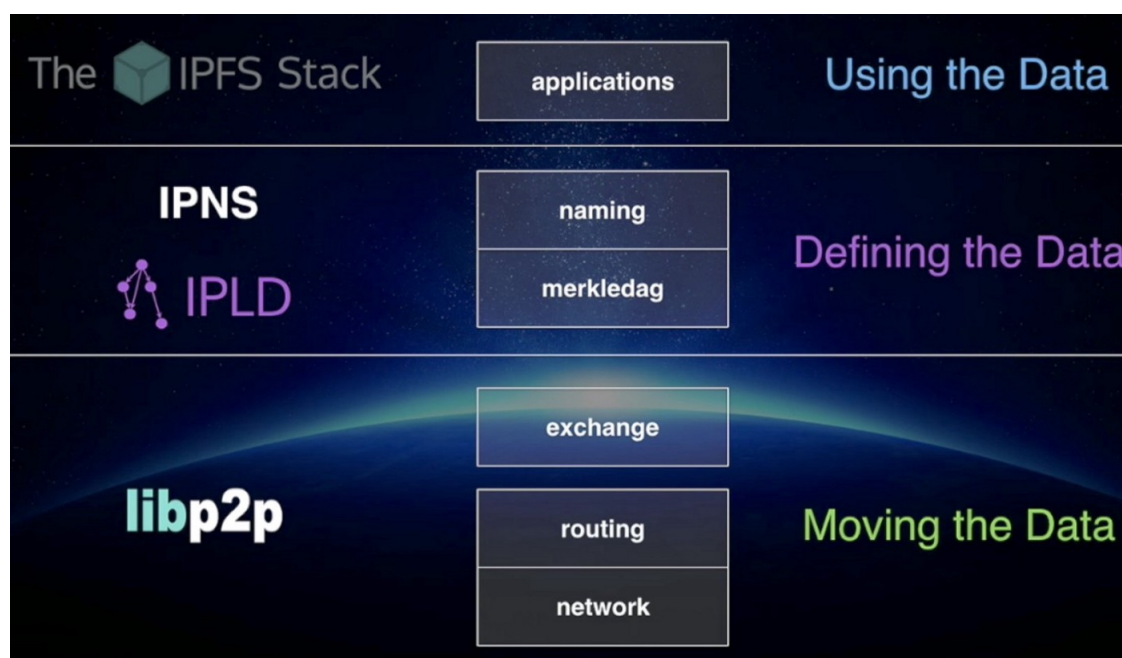 The IPFS Stack
applications
Using the Data
IPNS
naming
Defining the Data
IPLD
merkledag
exchange
libp2p
routing
Moving the Data
network